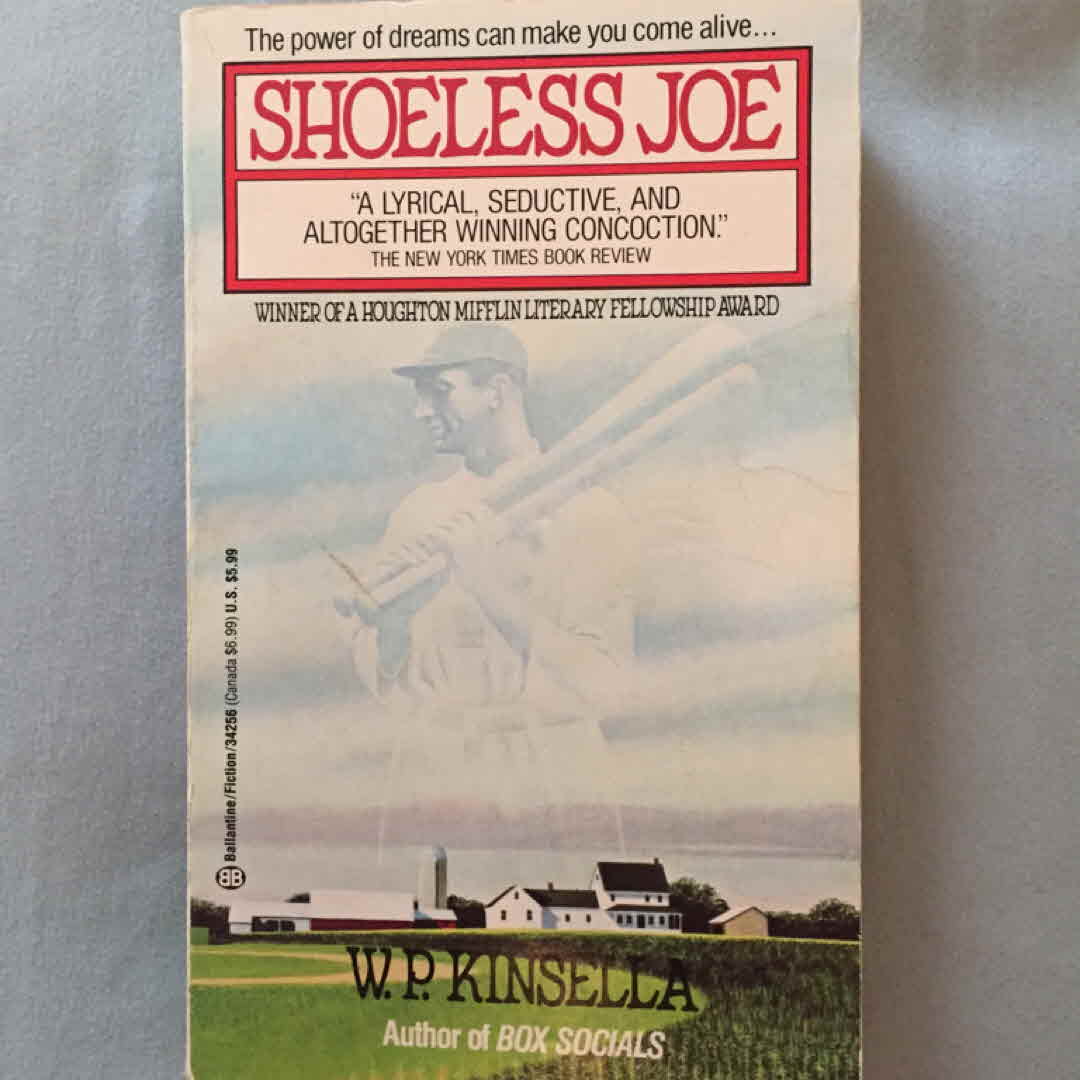 The power of dreams can make you come alive...
SHOELESS JOE
“A LYRICAL, SEDUCTIVE, AND
ALTOGETHER WINNING CONCOCTION.”
THE NEW YORK TIMES BOOK REVIEW
WINNER OF A HOUGHTON MIFFLIN LITERARY FELLOWSHIP AWARD
BB Ballantine/Fiction/34256 (Canada $6.99) U.S. $5.99
W.P. KINSELLA
Author of BOX SOCIALS